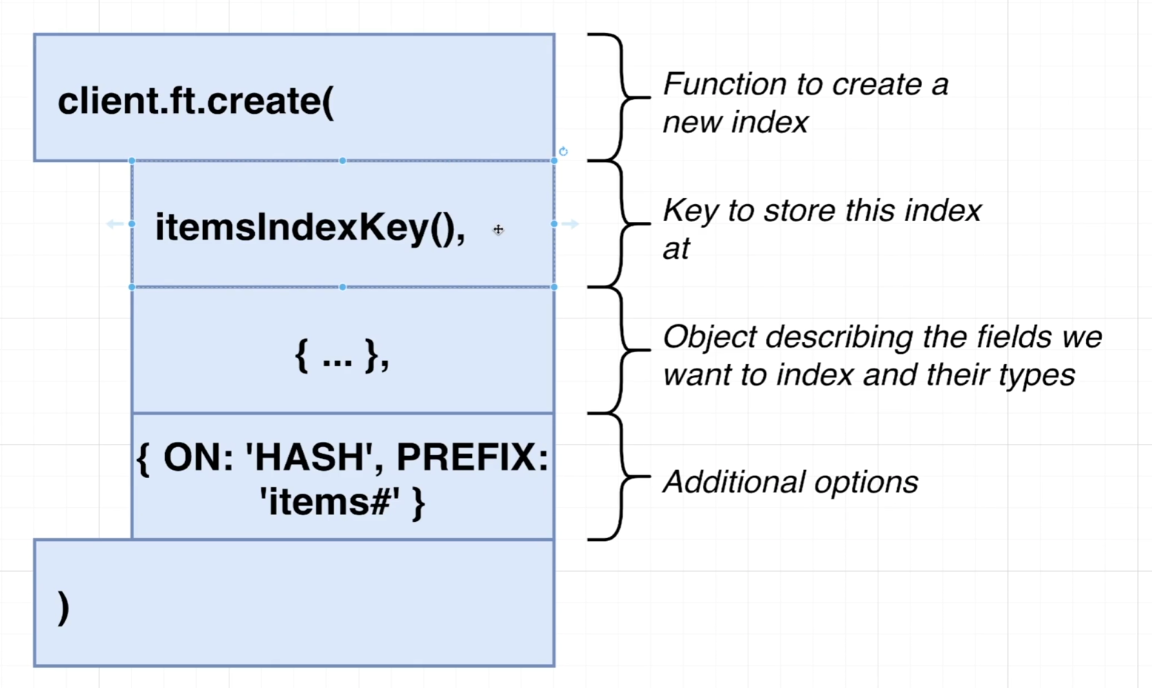 client.ft.create(
Function to create a
new index
itemsIndexKey(),
Key to store this index
at
{ ... },
Object describing the fields we
want to index and their types
{ ON: 'HASH', PREFIX:
'items#' }
Additional options
)